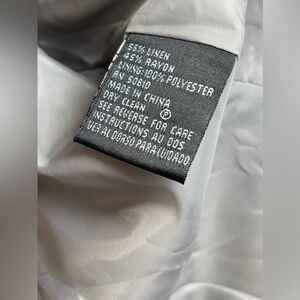 55% LINEN
45% RAYON
LINING:100% POLYESTER
RN 50810
MADE IN CHINA
DRY CLEAN Ⓟ
SEE REVERSE FOR CARE
INSTRUCTIONS AU DOS
VER AL DORSO PARA CUIDADO